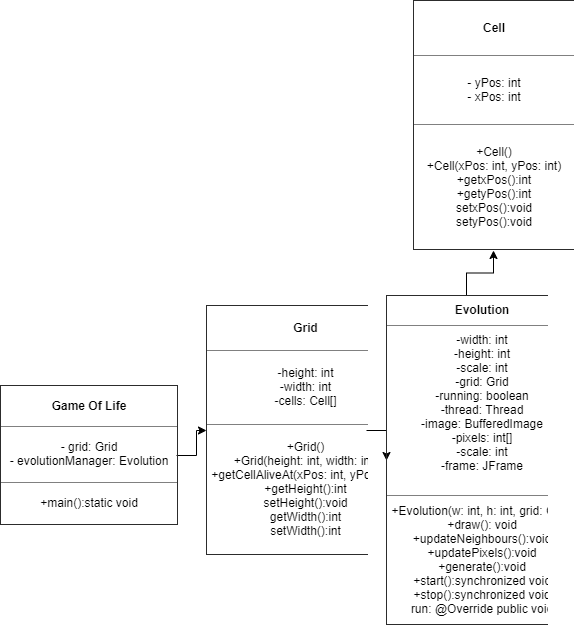 Cell
- yPos: int
- xPos: int
+Cell()
+Cell(xPos: int, yPos: int)
+getxPos():int
+getyPos():int
setxPos():void
setyPos():void
Game Of Life
- grid: Grid
- evolutionManager: Evolution
+main():static void
Grid
-height: int
-width: int
-cells: Cell[]
+Grid()
+Grid(height: int, width: in
+getCellAliveAt(xPos: int, yPo
+getHeight():int
setHeight():void
getWidth():int
setWidth():int
Evolution
-width: int
-height: int
-scale: int
-grid: Grid
-running: boolean
-thread: Thread
-image: BufferedImage
-pixels: int[]
-scale: int
-frame: JFrame
+Evolution(w: int, h: int, grid:
+draw(): void
+updateNeighbours():void
+updatePixels():void
+generate():void
+start():synchronized void
+stop():synchronized void
run: @Override public void